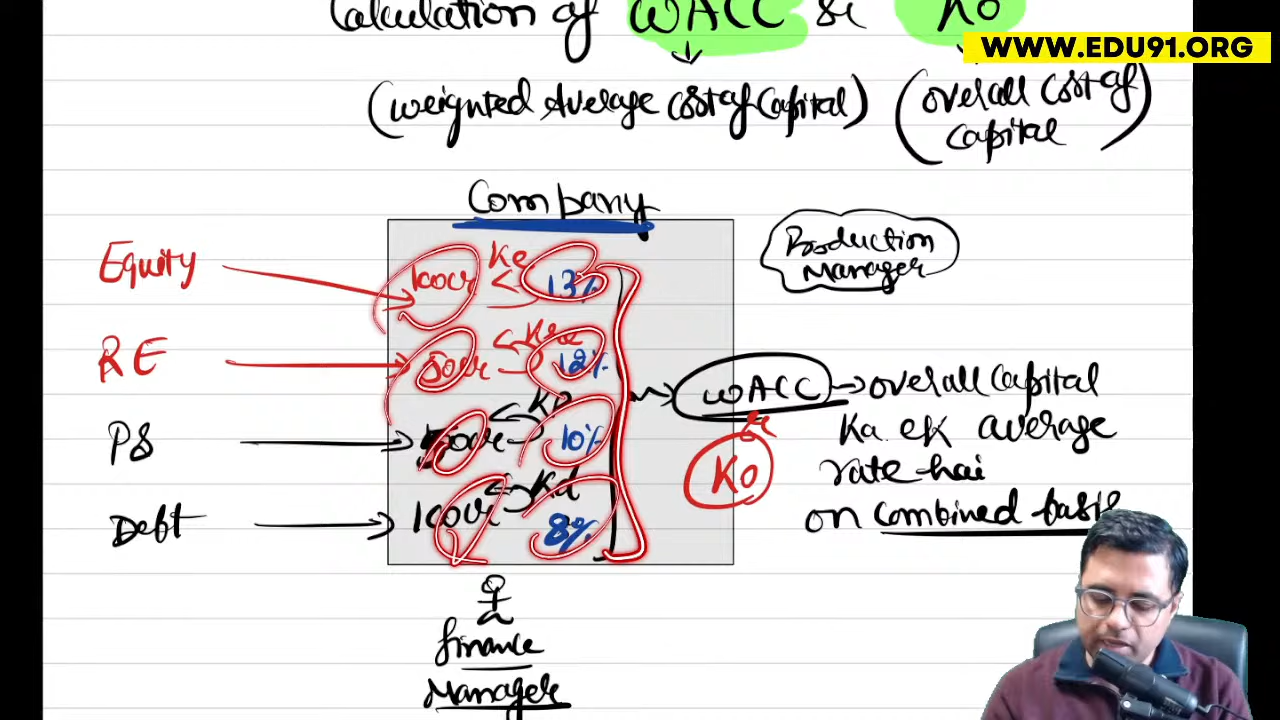 Calculation of WACC & Ko
WWW.EDU91.ORG
(Weignted Average Cost of Capital) (overall Cost of Capital)
Company
Production Manager
Equity 100cr Ke 13%
RE 50cr Kre 12%
PS 50cr Kp 10%
Debt 100cr Kd 8%
WACC → overall Capital
& Ka ek average
Ko rate hai
on Combined basis
finance
Manager